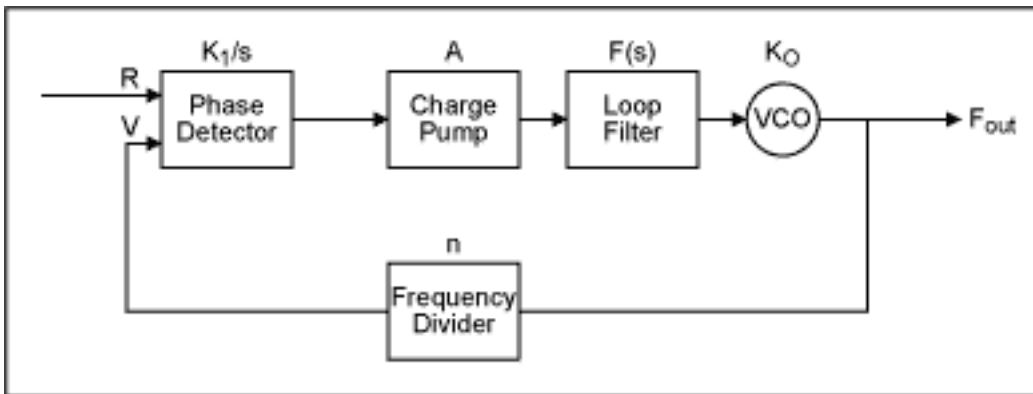 K1/s
A
F(s)
KO
R
V
Phase
Detector
Charge
Pump
Loop
Filter
VCO
Fout
n
Frequency
Divider